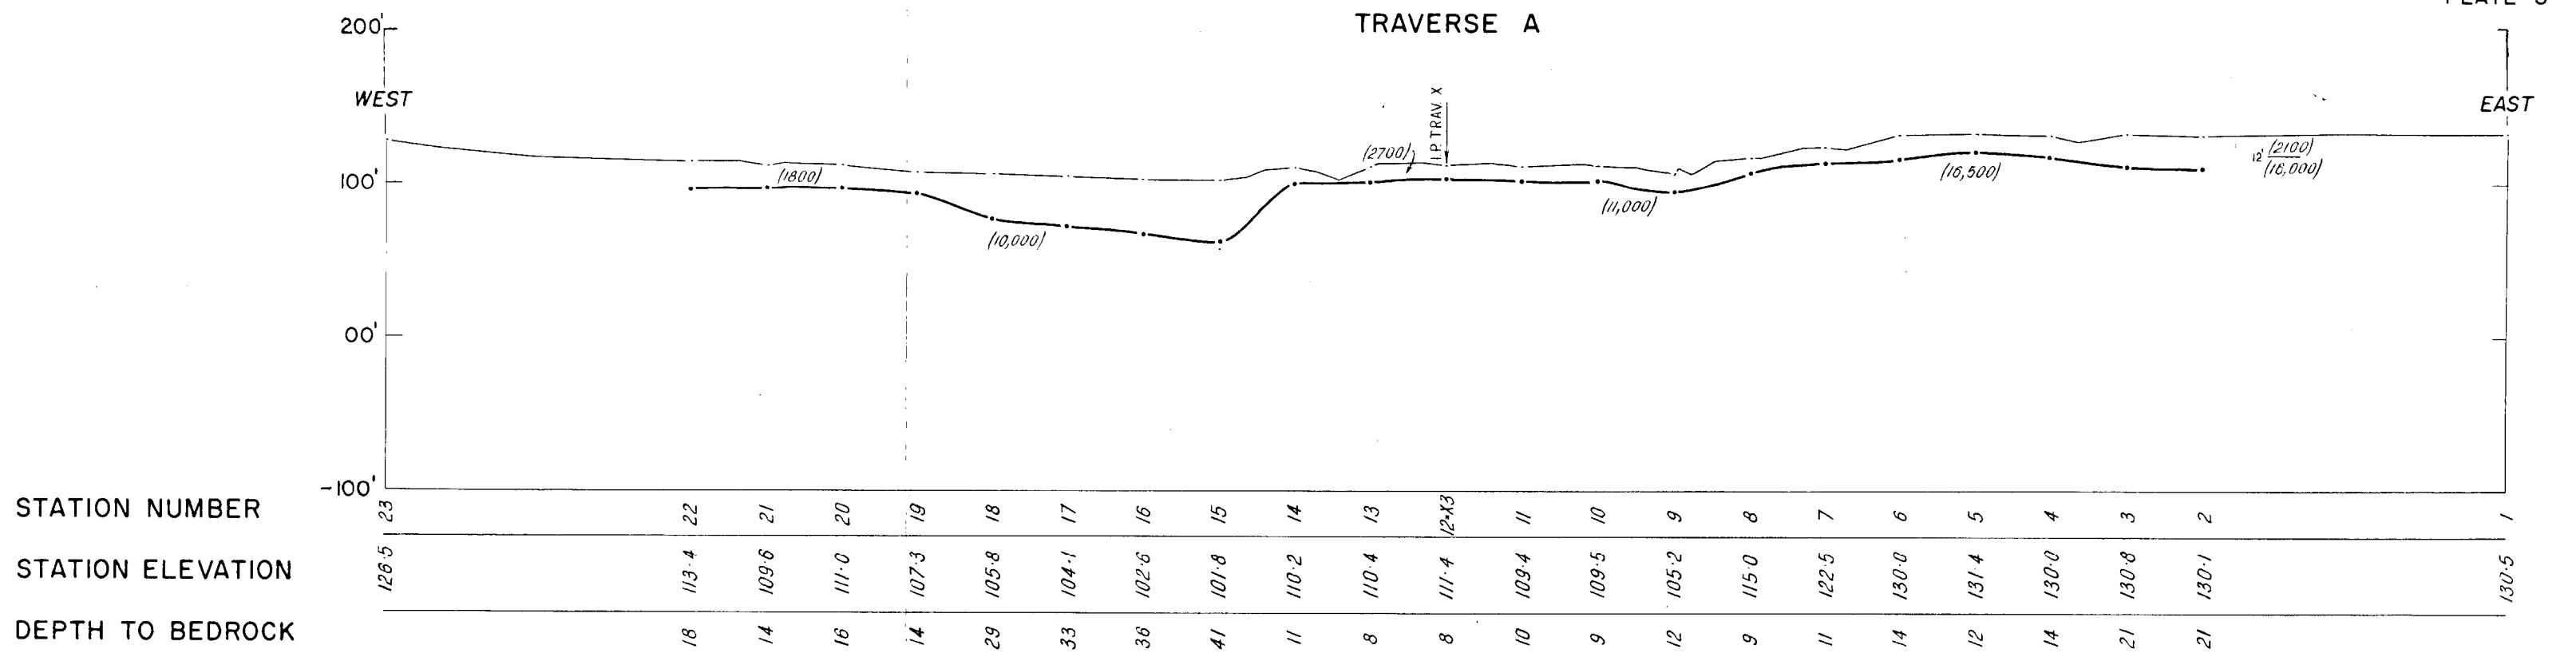 TRAVERSE A
200'
WEST
EAST
I.P. TRAV. X
100'
(1800)
(10,000)
(2700)
(11,000)
(16,500)
12' (2100)
(16,000)
00'
-100'
STATION NUMBER 23 22 21 20 19 18 17 16 15 14 13 12=X3 11 10 9 8 7 6 5 4 3 2 1
STATION ELEVATION 126·5 113·4 109·6 111·0 107·3 105·8 104·1 102·6 101·8 110·2 110·4 111·4 109·4 109·5 105·2 115·0 122·5 130·0 131·4 130·0 130·8 130·1 130·5
DEPTH TO BEDROCK 18 14 16 14 29 33 36 41 11 8 8 10 9 12 9 11 14 12 14 21 21